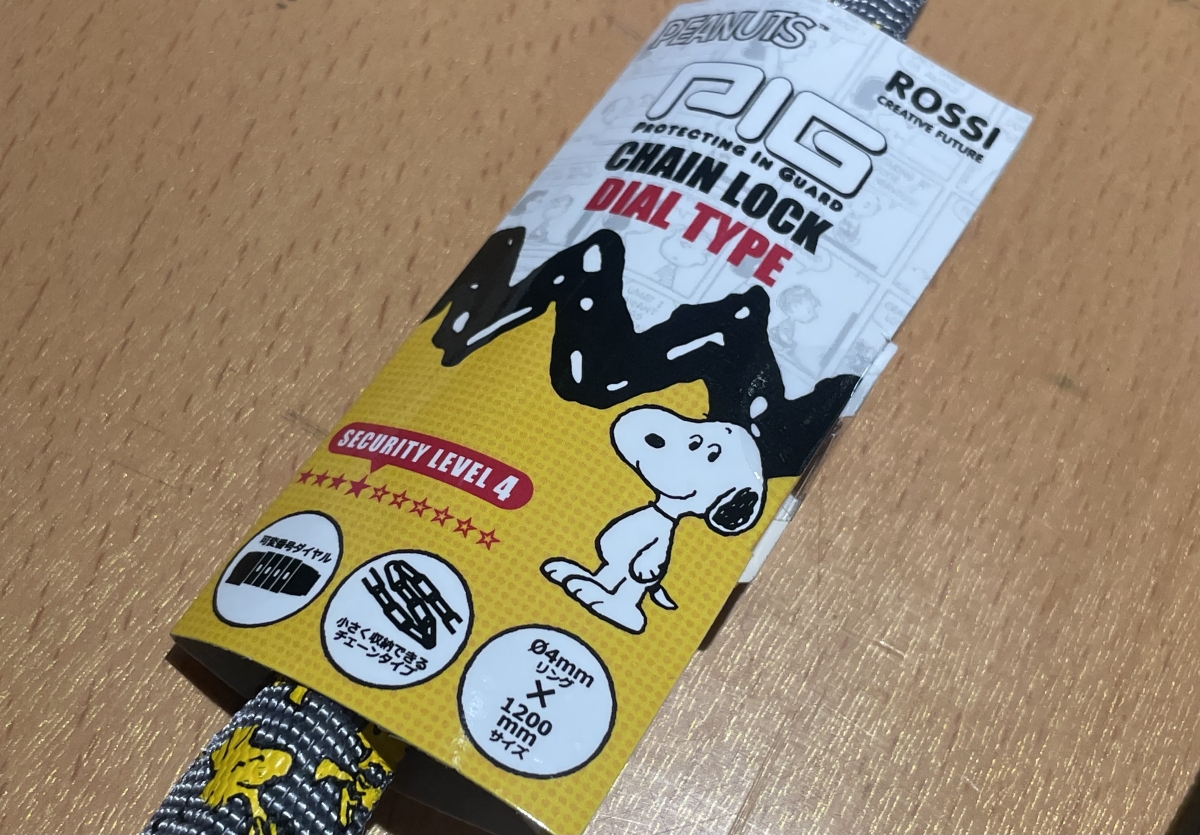 PEANUTS™
ROSSI
CREATIVE FUTURE
PIG
PROTECTING IN GUARD
CHAIN LOCK
DIAL TYPE
SECURITY LEVEL 4
可変番号ダイヤル
小さく収納できる
チェーンタイプ
Ø4mm
リング
×
1200
mm
サイズ